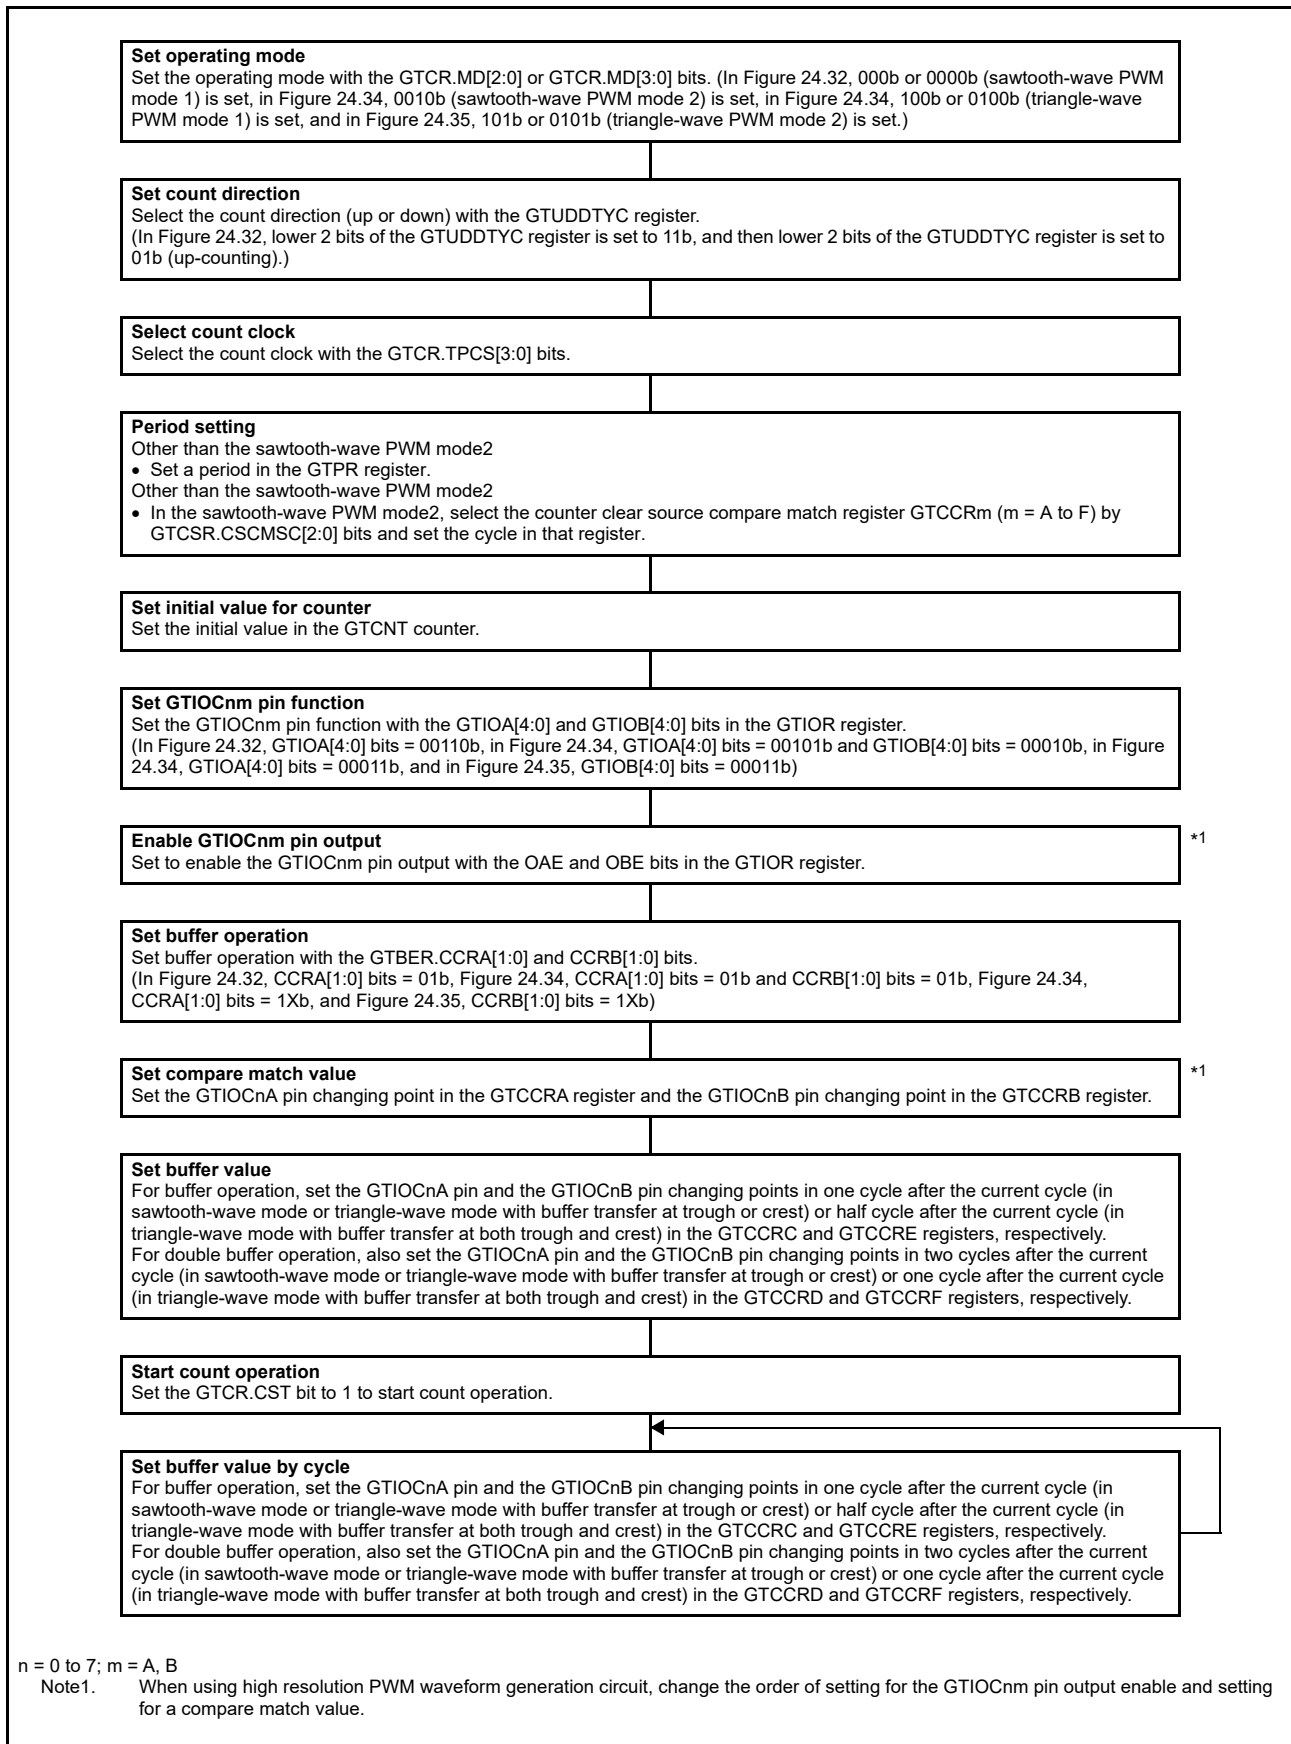 Set operating mode
Set the operating mode with the GTCR.MD[2:0] or GTCR.MD[3:0] bits. (In Figure 24.32, 000b or 0000b (sawtooth-wave PWM
mode 1) is set, in Figure 24.34, 0010b (sawtooth-wave PWM mode 2) is set, in Figure 24.34, 100b or 0100b (triangle-wave
PWM mode 1) is set, and in Figure 24.35, 101b or 0101b (triangle-wave PWM mode 2) is set.)
Set count direction
Select the count direction (up or down) with the GTUDDTYC register.
(In Figure 24.32, lower 2 bits of the GTUDDTYC register is set to 11b, and then lower 2 bits of the GTUDDTYC register is set to
01b (up-counting).)
Select count clock
Select the count clock with the GTCR.TPCS[3:0] bits.
Period setting
Other than the sawtooth-wave PWM mode2
• Set a period in the GTPR register.
Other than the sawtooth-wave PWM mode2
• In the sawtooth-wave PWM mode2, select the counter clear source compare match register GTCCRm (m = A to F) by
GTCSR.CSCMSC[2:0] bits and set the cycle in that register.
Set initial value for counter
Set the initial value in the GTCNT counter.
Set GTIOCnm pin function
Set the GTIOCnm pin function with the GTIOA[4:0] and GTIOB[4:0] bits in the GTIOR register.
(In Figure 24.32, GTIOA[4:0] bits = 00110b, in Figure 24.34, GTIOA[4:0] bits = 00101b and GTIOB[4:0] bits = 00010b, in Figure
24.34, GTIOA[4:0] bits = 00011b, and in Figure 24.35, GTIOB[4:0] bits = 00011b)
Enable GTIOCnm pin output
Set to enable the GTIOCnm pin output with the OAE and OBE bits in the GTIOR register.
*1
Set buffer operation
Set buffer operation with the GTBER.CCRA[1:0] and CCRB[1:0] bits.
(In Figure 24.32, CCRA[1:0] bits = 01b, Figure 24.34, CCRA[1:0] bits = 01b and CCRB[1:0] bits = 01b, Figure 24.34,
CCRA[1:0] bits = 1Xb, and Figure 24.35, CCRB[1:0] bits = 1Xb)
Set compare match value
Set the GTIOCnA pin changing point in the GTCCRA register and the GTIOCnB pin changing point in the GTCCRB register.
*1
Set buffer value
For buffer operation, set the GTIOCnA pin and the GTIOCnB pin changing points in one cycle after the current cycle (in
sawtooth-wave mode or triangle-wave mode with buffer transfer at trough or crest) or half cycle after the current cycle (in
triangle-wave mode with buffer transfer at both trough and crest) in the GTCCRC and GTCCRE registers, respectively.
For double buffer operation, also set the GTIOCnA pin and the GTIOCnB pin changing points in two cycles after the current
cycle (in sawtooth-wave mode or triangle-wave mode with buffer transfer at trough or crest) or one cycle after the current cycle
(in triangle-wave mode with buffer transfer at both trough and crest) in the GTCCRD and GTCCRF registers, respectively.
Start count operation
Set the GTCR.CST bit to 1 to start count operation.
Set buffer value by cycle
For buffer operation, set the GTIOCnA pin and the GTIOCnB pin changing points in one cycle after the current cycle (in
sawtooth-wave mode or triangle-wave mode with buffer transfer at trough or crest) or half cycle after the current cycle (in
triangle-wave mode with buffer transfer at both trough and crest) in the GTCCRC and GTCCRE registers, respectively.
For double buffer operation, also set the GTIOCnA pin and the GTIOCnB pin changing points in two cycles after the current
cycle (in sawtooth-wave mode or triangle-wave mode with buffer transfer at trough or crest) or one cycle after the current cycle
(in triangle-wave mode with buffer transfer at both trough and crest) in the GTCCRD and GTCCRF registers, respectively.
n = 0 to 7; m = A, B
Note1. When using high resolution PWM waveform generation circuit, change the order of setting for the GTIOCnm pin output enable and setting
for a compare match value.